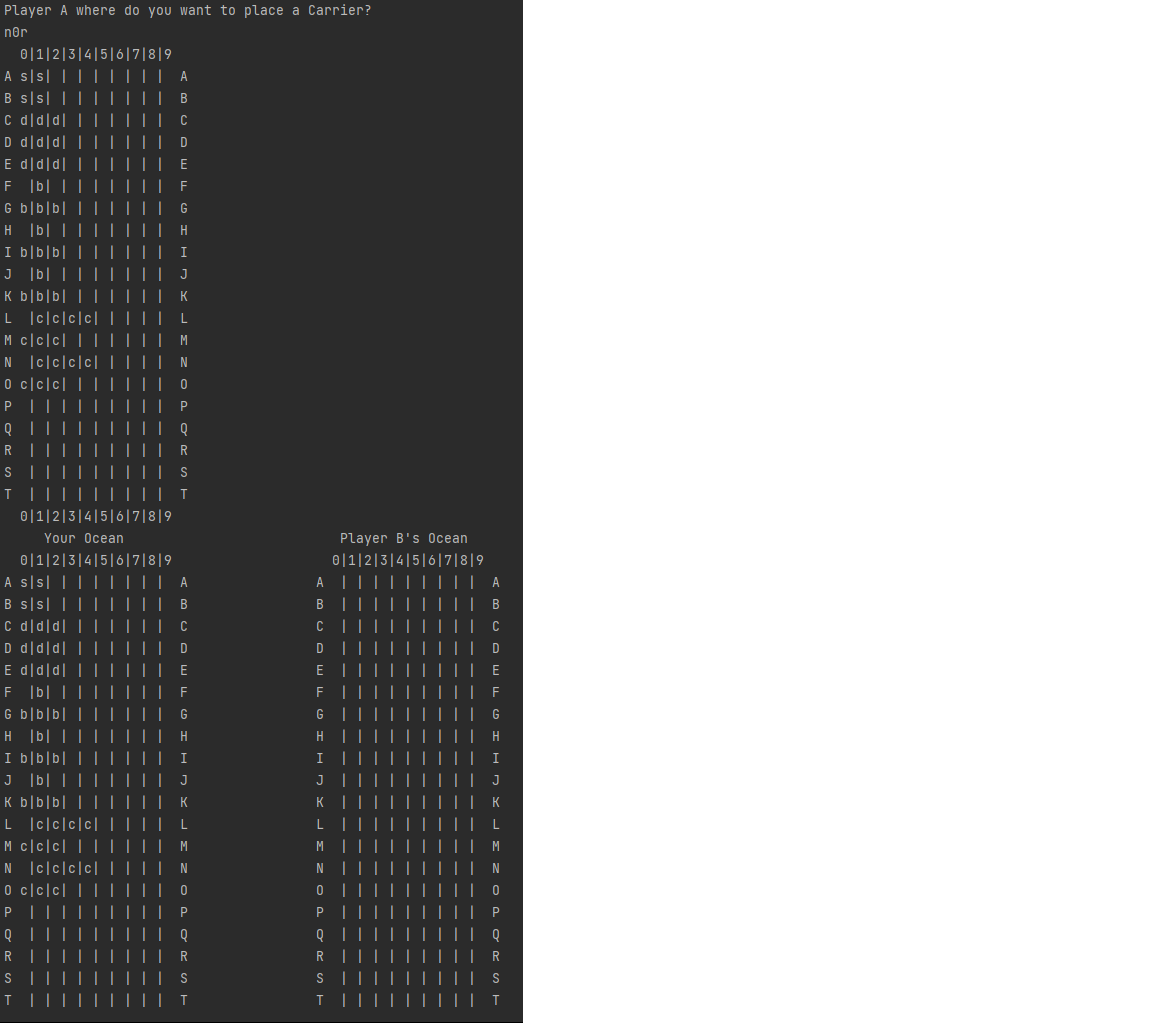 Player A where do you want to place a Carrier?
n0r
  0|1|2|3|4|5|6|7|8|9
A s|s| | | | | | | |  A
B s|s| | | | | | | |  B
C d|d|d| | | | | | |  C
D d|d|d| | | | | | |  D
E d|d|d| | | | | | |  E
F  |b| | | | | | | |  F
G b|b|b| | | | | | |  G
H  |b| | | | | | | |  H
I b|b|b| | | | | | |  I
J  |b| | | | | | | |  J
K b|b|b| | | | | | |  K
L  |c|c|c|c| | | | |  L
M c|c|c| | | | | | |  M
N  |c|c|c|c| | | | |  N
O c|c|c| | | | | | |  O
P  | | | | | | | | |  P
Q  | | | | | | | | |  Q
R  | | | | | | | | |  R
S  | | | | | | | | |  S
T  | | | | | | | | |  T
  0|1|2|3|4|5|6|7|8|9
     Your Ocean                           Player B's Ocean
  0|1|2|3|4|5|6|7|8|9                    0|1|2|3|4|5|6|7|8|9
A s|s| | | | | | | |  A                A  | | | | | | | | |  A
B s|s| | | | | | | |  B                B  | | | | | | | | |  B
C d|d|d| | | | | | |  C                C  | | | | | | | | |  C
D d|d|d| | | | | | |  D                D  | | | | | | | | |  D
E d|d|d| | | | | | |  E                E  | | | | | | | | |  E
F  |b| | | | | | | |  F                F  | | | | | | | | |  F
G b|b|b| | | | | | |  G                G  | | | | | | | | |  G
H  |b| | | | | | | |  H                H  | | | | | | | | |  H
I b|b|b| | | | | | |  I                I  | | | | | | | | |  I
J  |b| | | | | | | |  J                J  | | | | | | | | |  J
K b|b|b| | | | | | |  K                K  | | | | | | | | |  K
L  |c|c|c|c| | | | |  L                L  | | | | | | | | |  L
M c|c|c| | | | | | |  M                M  | | | | | | | | |  M
N  |c|c|c|c| | | | |  N                N  | | | | | | | | |  N
O c|c|c| | | | | | |  O                O  | | | | | | | | |  O
P  | | | | | | | | |  P                P  | | | | | | | | |  P
Q  | | | | | | | | |  Q                Q  | | | | | | | | |  Q
R  | | | | | | | | |  R                R  | | | | | | | | |  R
S  | | | | | | | | |  S                S  | | | | | | | | |  S
T  | | | | | | | | |  T                T  | | | | | | | | |  T